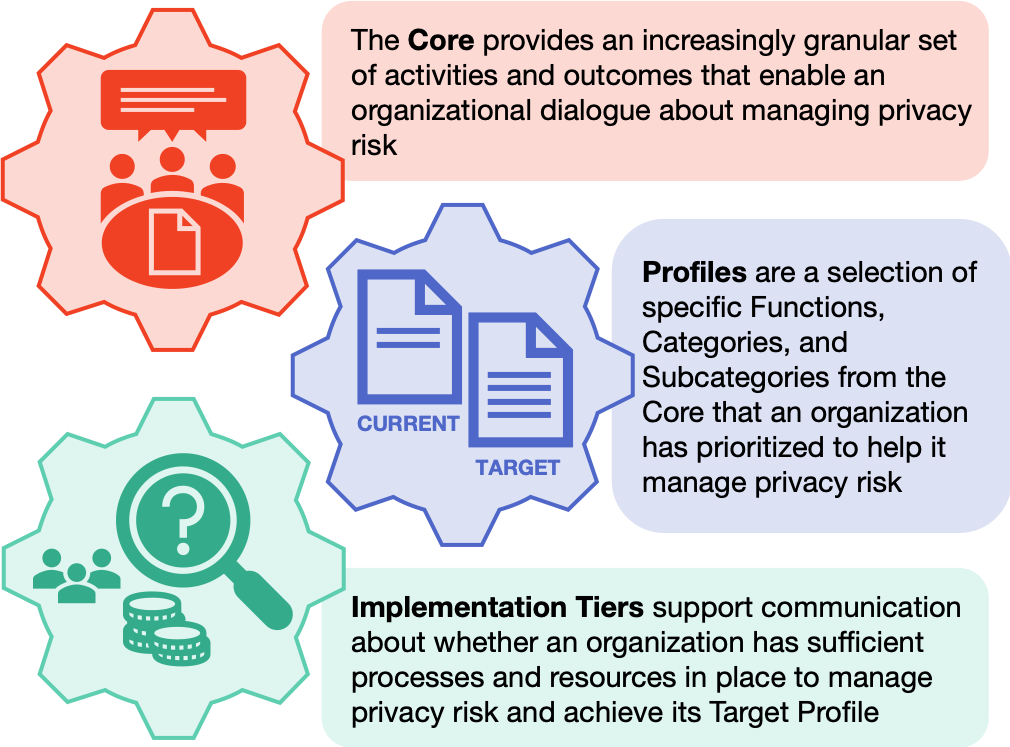 The Core provides an increasingly granular set
of activities and outcomes that enable an
organizational dialogue about managing privacy
risk
Profiles are a selection of
specific Functions,
Categories, and
Subcategories from the
Core that an organization
has prioritized to help it
manage privacy risk
CURRENT
TARGET
?
Implementation Tiers support communication
about whether an organization has sufficient
processes and resources in place to manage
privacy risk and achieve its Target Profile